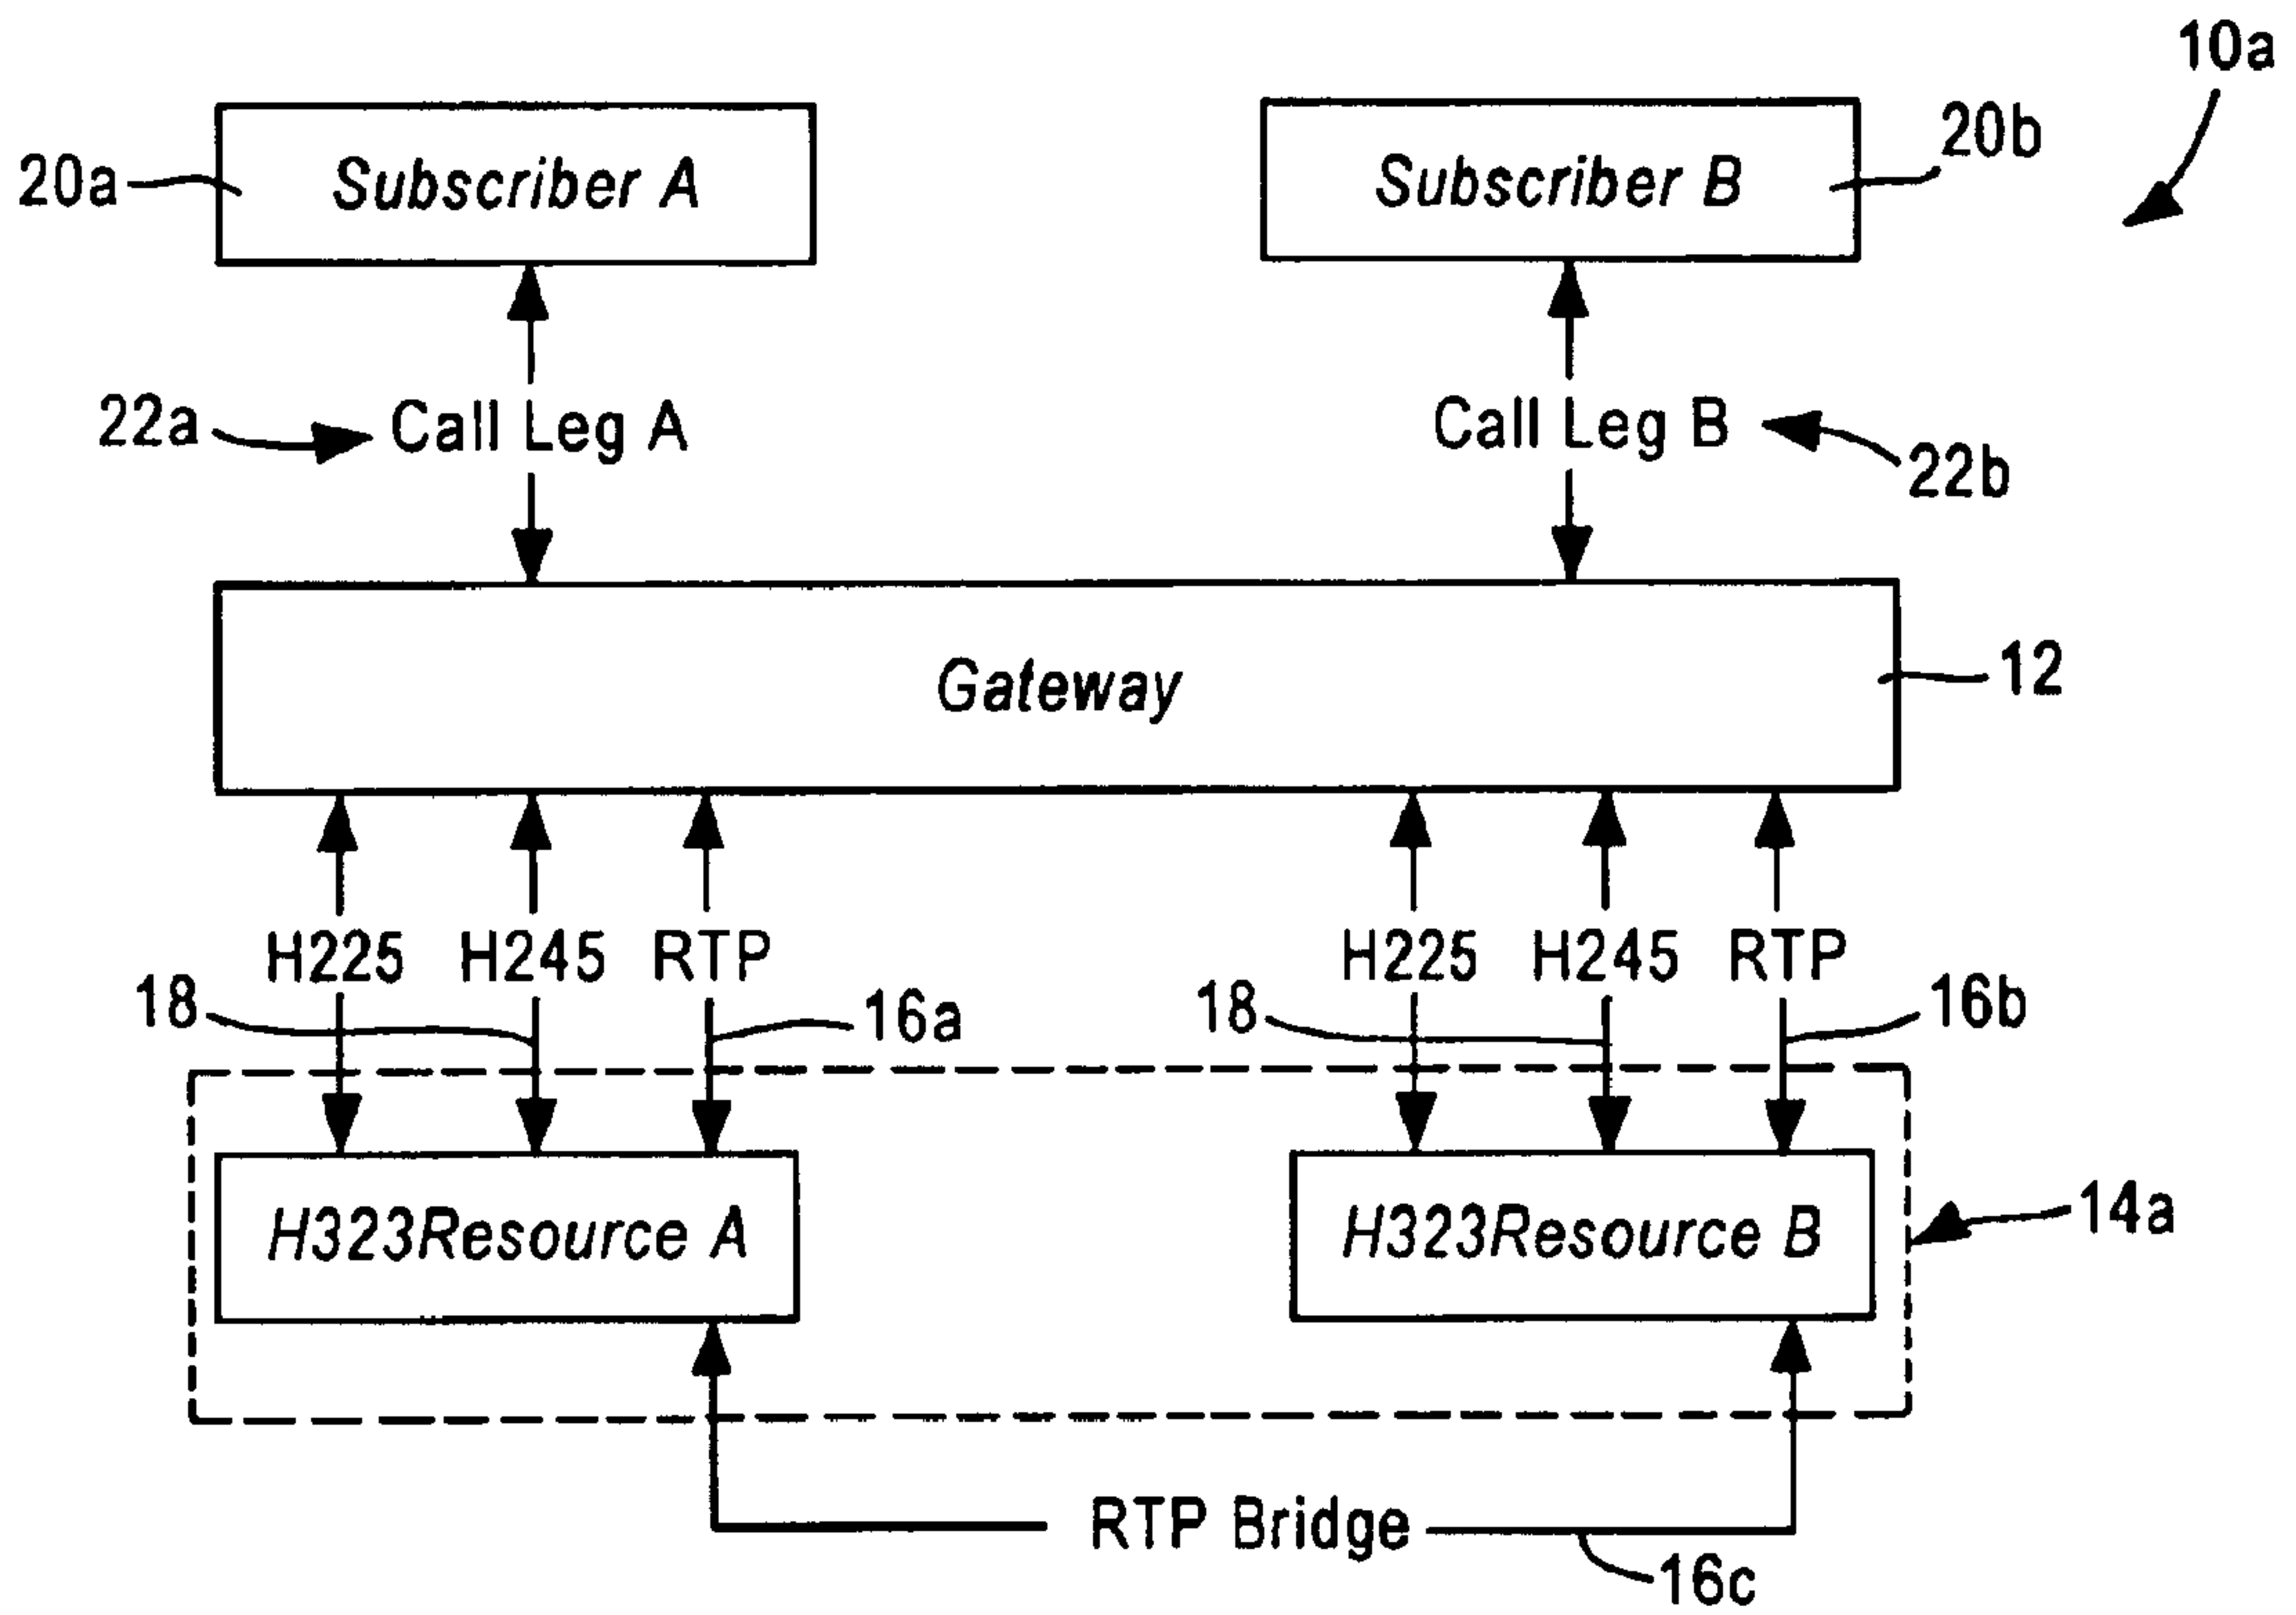 10a
20a
Subscriber A
Subscriber B
20b
22a
Call Leg A
Call Leg B
22b
Gateway
12
H225 H245 RTP
H225 H245 RTP
18
16a
18
16b
H323Resource A
H323Resource B
14a
RTP Bridge
16c